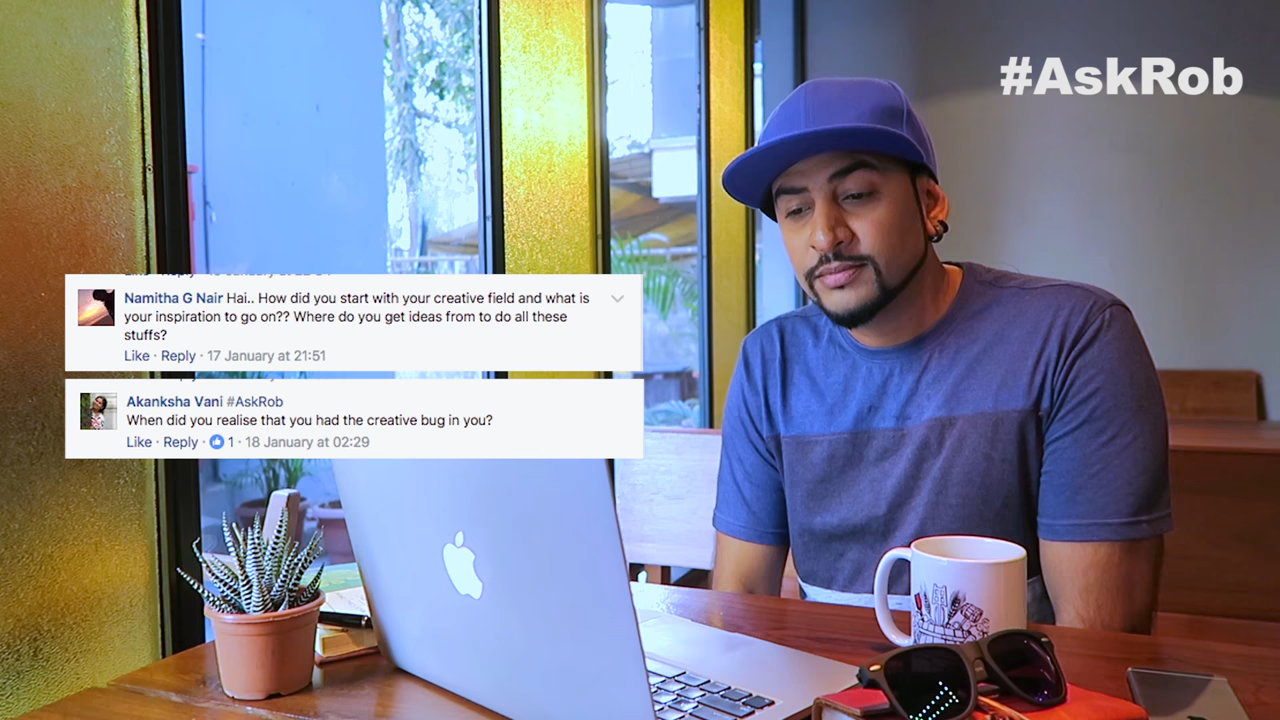 #AskRob
Namitha G Nair Hai.. How did you start with your creative field and what is
your inspiration to go on?? Where do you get ideas from to do all these
stuffs?
Like · Reply · 17 January at 21:51
Akanksha Vani #AskRob
When did you realise that you had the creative bug in you?
Like · Reply · 1 · 18 January at 02:29